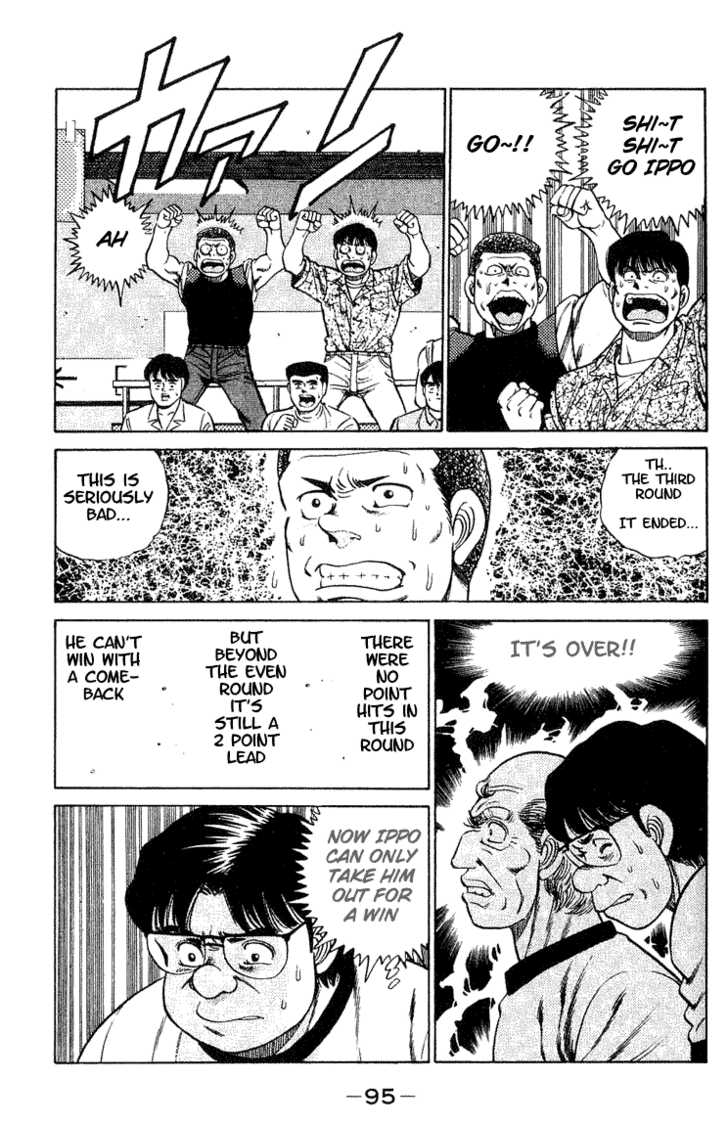 SHI~T
SHI~T
GO IPPO
GO~!!
カアーン
AH
TH..
THE THIRD
ROUND
IT ENDED...
THIS IS
SERIOUSLY
BAD...
IT'S OVER!!
THERE
WERE
NO
POINT
HITS IN
THIS
ROUND
BUT
BEYOND
THE EVEN
ROUND
IT'S
STILL A
2 POINT
LEAD
HE CAN'T
WIN WITH
A COME-
BACK
NOW IPPO
CAN ONLY
TAKE HIM
OUT FOR
A WIN
-95-